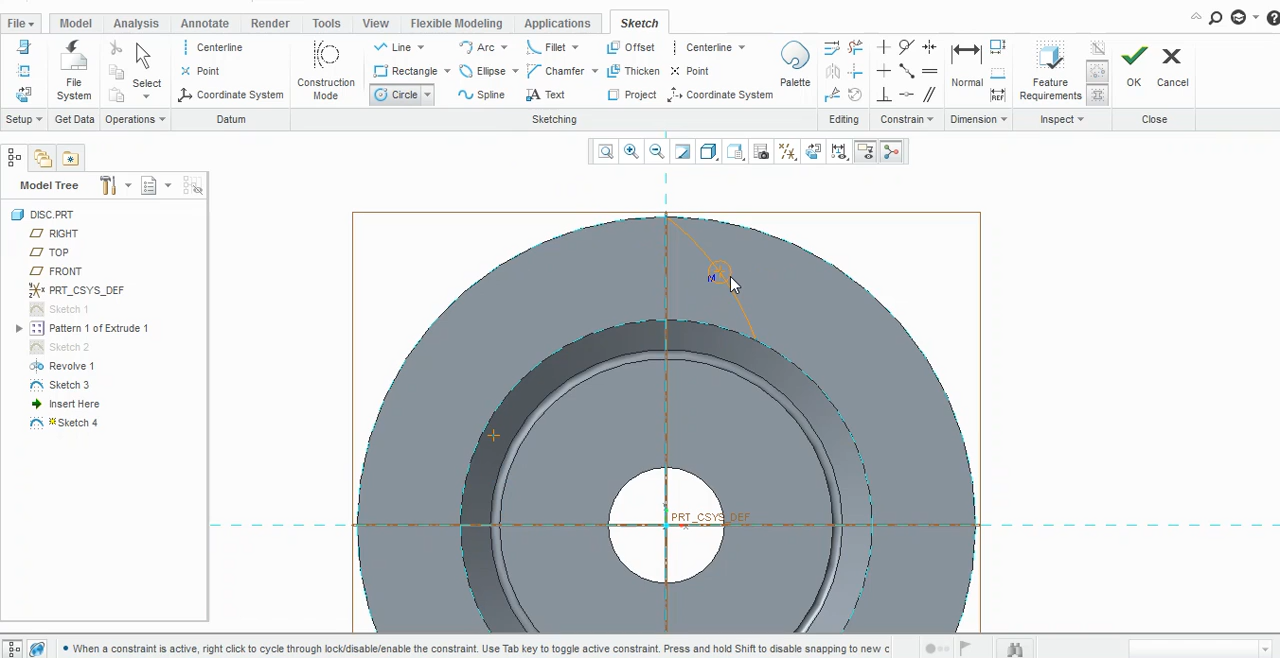 File Model Analysis Annotate Render Tools View Flexible Modeling Applications Sketch
Centerline Line Arc Fillet Offset Centerline
Point Rectangle Ellipse Chamfer Thicken Point
File System Select Coordinate System Construction Mode Circle Spline Text Project Coordinate System Palette Normal REF Feature Requirements OK Cancel
Setup Get Data Operations Datum Sketching Editing Constrain Dimension Inspect Close
Model Tree
DISC.PRT
RIGHT
TOP
FRONT
PRT_CSYS_DEF
Sketch 1
Pattern 1 of Extrude 1
Sketch 2
Revolve 1
Sketch 3
Insert Here
Sketch 4
M
PRT_CSYS_DEF
When a constraint is active, right click to cycle through lock/disable/enable the constraint. Use Tab key to toggle active constraint. Press and hold Shift to disable snapping to new c